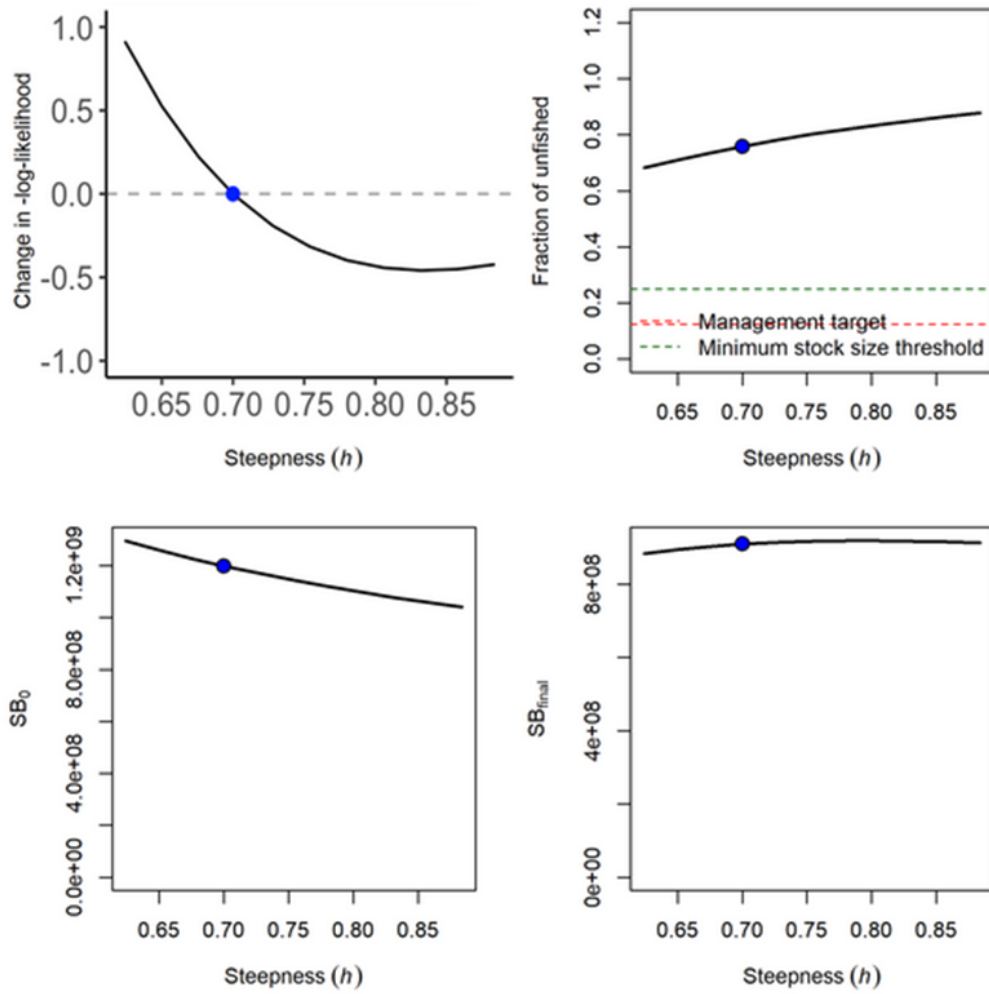 Change in -log-likelihood
1.0
0.5
0.0
-0.5
-1.0
0.65 0.70 0.75 0.80 0.85
Steepness (h)
Fraction of unfished
1.2
1.0
0.8
0.6
0.4
0.2
0.0
Management target
Minimum stock size threshold
0.65 0.70 0.75 0.80 0.85
Steepness (h)
SB0
1.2e+09
8.0e+08
4.0e+08
0.0e+00
0.65 0.70 0.75 0.80 0.85
Steepness (h)
SBfinal
8e+08
4e+08
0e+00
0.65 0.70 0.75 0.80 0.85
Steepness (h)